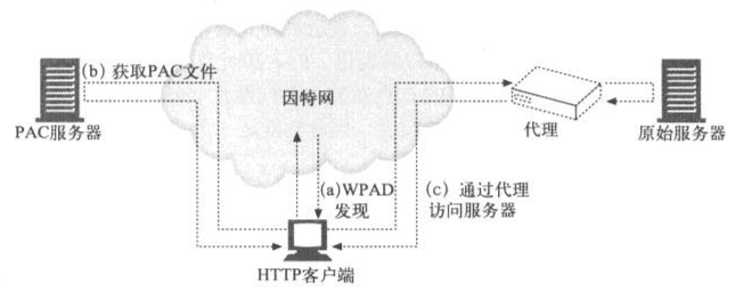 (b) 获取PAC文件
因特网
PAC服务器
代理
原始服务器
(a)WPAD
发现
(c) 通过代理
访问服务器
HTTP客户端